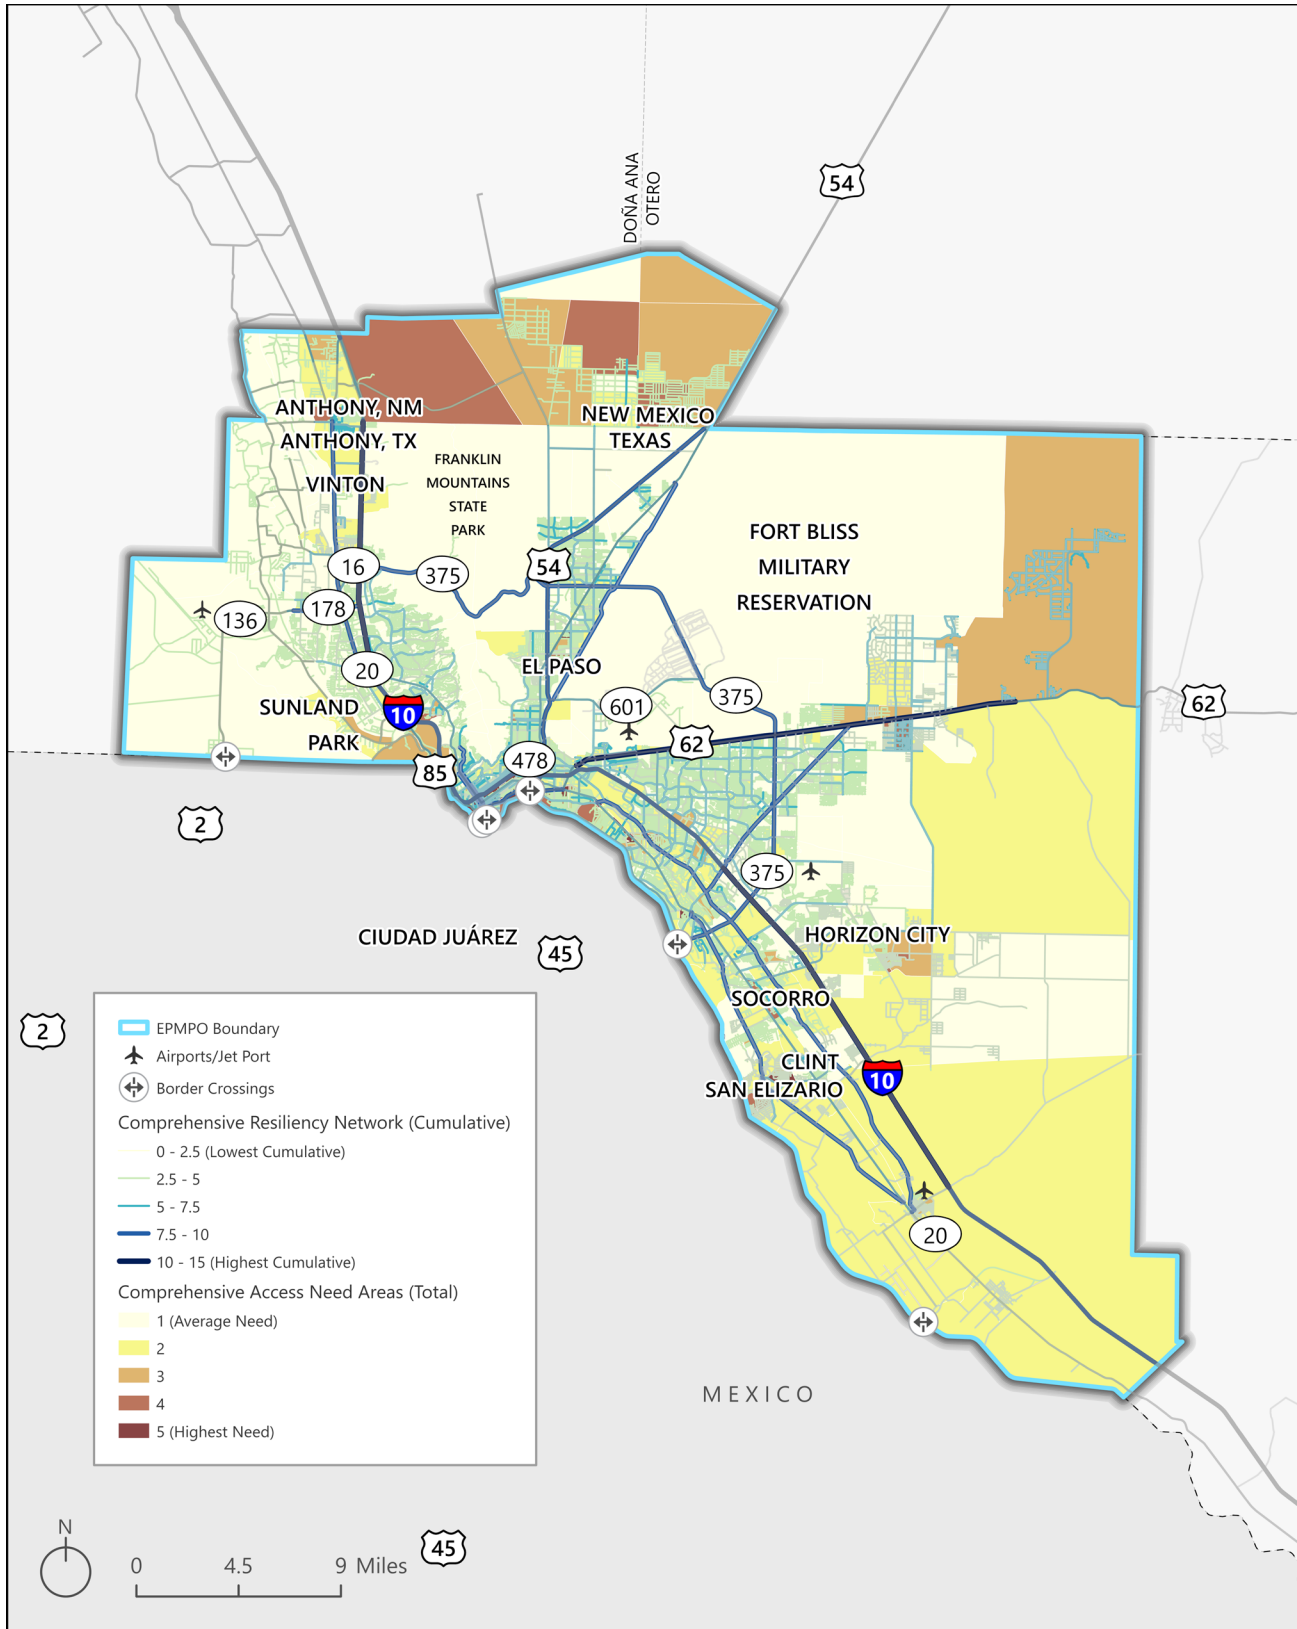 DOÑA ANA
OTERO
54
ANTHONY, NM
NEW MEXICO
ANTHONY, TX
TEXAS
FRANKLIN
MOUNTAINS
STATE
PARK
VINTON
FORT BLISS
MILITARY
RESERVATION
16
375
54
178
136
20
EL PASO
SUNLAND
PARK
10
601
375
62
62
478
85
2
375
CIUDAD JUÁREZ
45
HORIZON CITY
SOCORRO
CLINT
SAN ELIZARIO
10
2
20
MEXICO
EPMPO Boundary
Airports/Jet Port
Border Crossings
Comprehensive Resiliency Network (Cumulative)
0 - 2.5 (Lowest Cumulative)
2.5 - 5
5 - 7.5
7.5 - 10
10 - 15 (Highest Cumulative)
Comprehensive Access Need Areas (Total)
1 (Average Need)
2
3
4
5 (Highest Need)
N
0 4.5 9 Miles
45